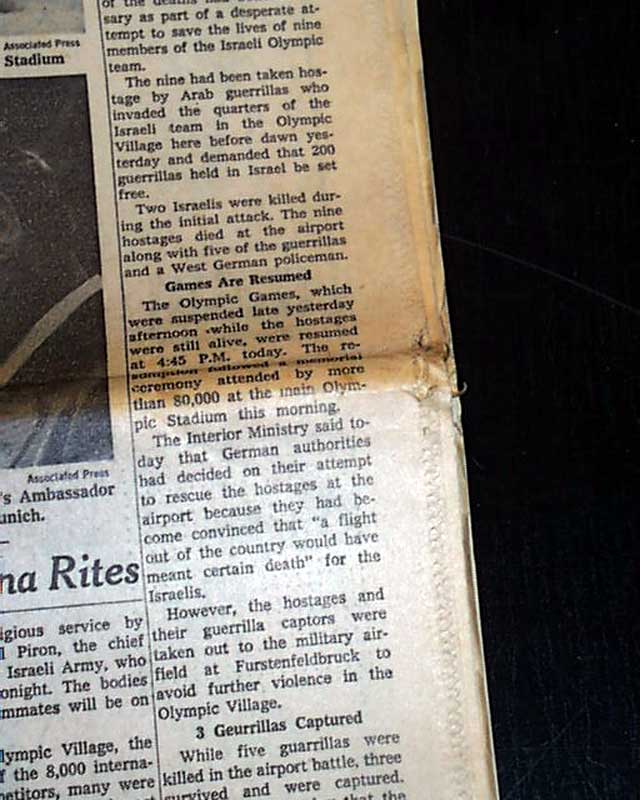 Associated Press
Stadium
Associated Press
's Ambassador
unich.
na Rites
igious service by
l Piron, the chief
Israeli Army, who
onight. The bodies
mmates will be on
lympic Village, the
f the 8,000 interna-
petitors, many were
of the deaths had
sary as part of a desperate at-
tempt to save the lives of nine
members of the Israeli Olympic
team.
The nine had been taken hos-
tage by Arab guerrillas who
invaded the quarters of the
Israeli team in the Olympic
Village here before dawn yes-
terday and demanded that 200
guerrillas held in Israel be set
free.
Two Israelis were killed dur-
ing the initial attack. The nine
hostages died at the airport
along with five of the guerrillas
and a West German policeman.
Games Are Resumed
The Olympic Games, which
were suspended late yesterday
afternoon while the hostages
were still alive, were resumed
at 4:45 P.M. today. The re-
sumption followed a memorial
ceremony attended by more
than 80,000 at the main Olym-
pic Stadium this morning.
The Interior Ministry said to-
day that German authorities
had decided on their attempt
to rescue the hostages at the
airport because they had be-
come convinced that "a flight
out of the country would have
meant certain death" for the
Israelis.
However, the hostages and
their guerrilla captors were
taken out to the military air-
field at Furstenfeldbruck to
avoid further violence in the
Olympic Village.
3 Geurrillas Captured
While five guarrillas were
killed in the airport battle, three
survived and were captured.
that the